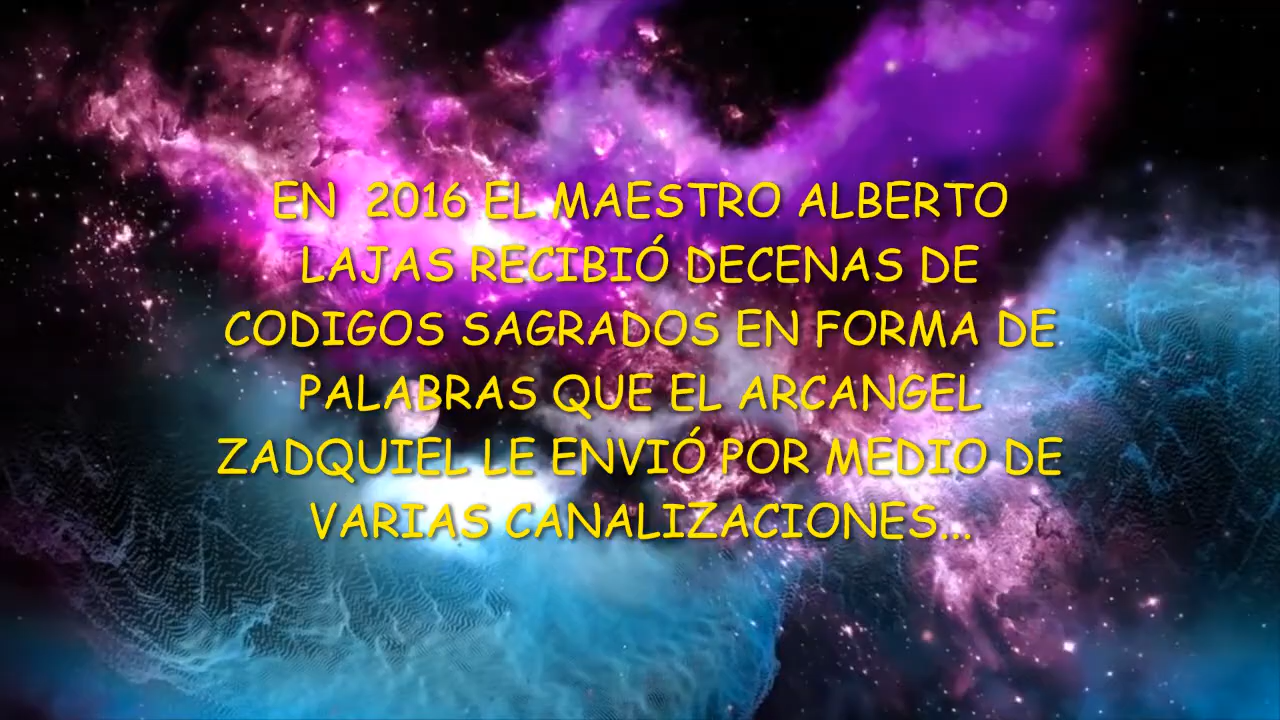 EN 2016 EL MAESTRO ALBERTO
LAJAS RECIBIÓ DECENAS DE
CODIGOS SAGRADOS EN FORMA DE
PALABRAS QUE EL ARCANGEL
ZADQUIEL LE ENVIÓ POR MEDIO DE
VARIAS CANALIZACIONES...